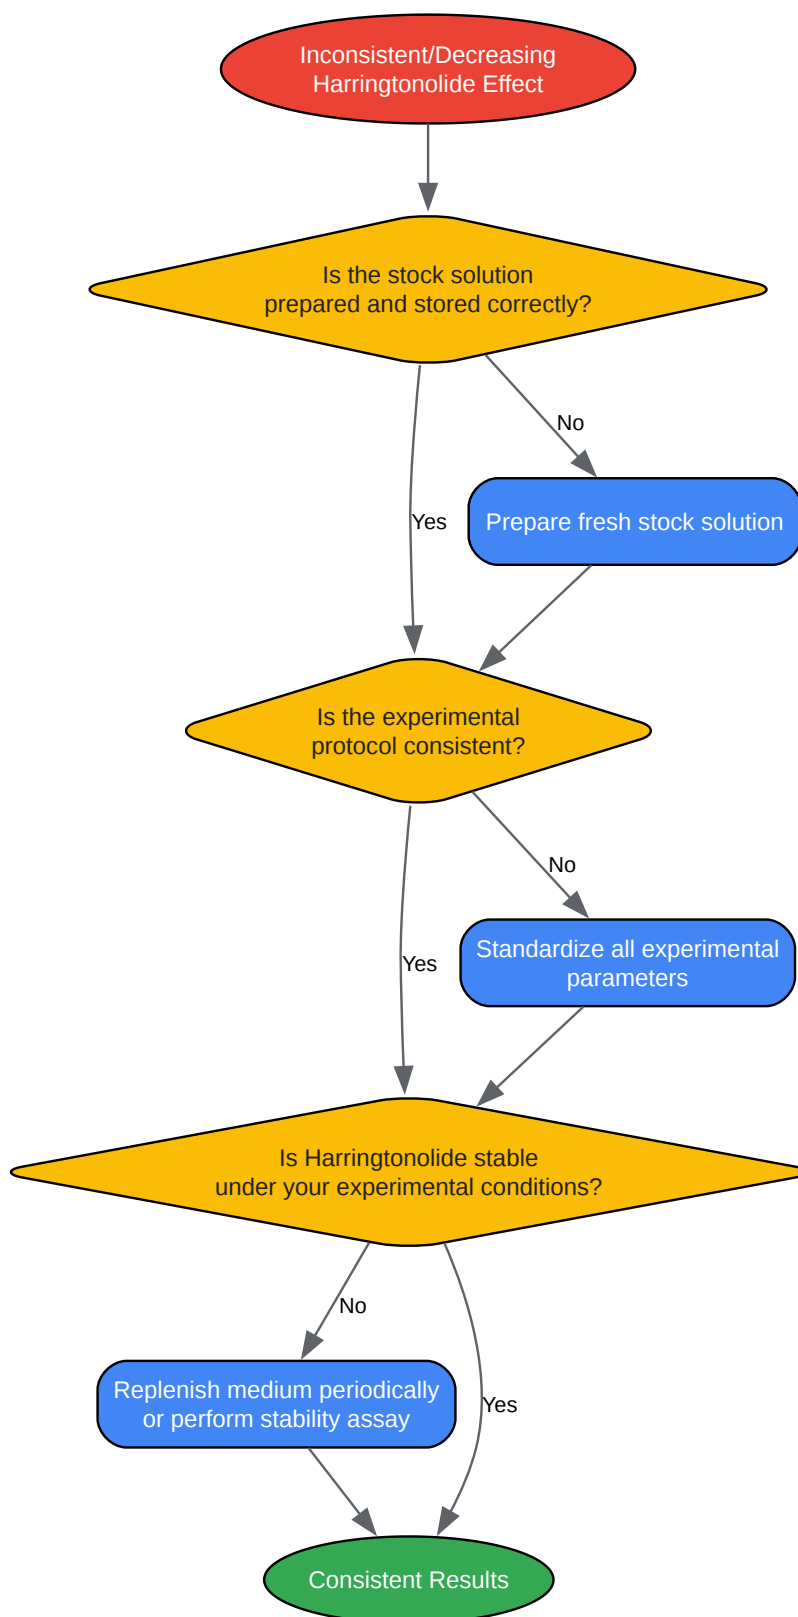 Inconsistent/Decreasing
Harringtonolide Effect
Is the stock solution
prepared and stored correctly?
No
Yes
Prepare fresh stock solution
Is the experimental
protocol consistent?
No
Yes
Standardize all experimental
parameters
Is Harringtonolide stable
under your experimental conditions?
No
Replenish medium periodically
or perform stability assay
Yes
Consistent Results